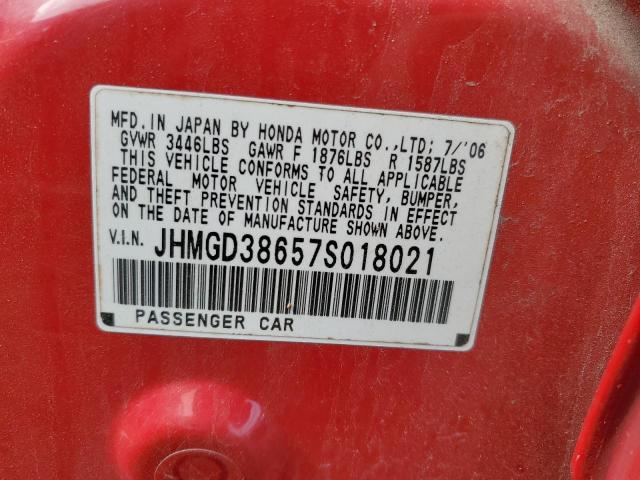 MFD. IN JAPAN BY HONDA MOTOR CO.,LTD; 7/'06
GVWR 3446LBS GAWR F 1876LBS R 1587LBS
THIS VEHICLE CONFORMS TO ALL APPLICABLE
FEDERAL MOTOR VEHICLE SAFETY, BUMPER,
AND THEFT PREVENTION STANDARDS IN EFFECT
ON THE DATE OF MANUFACTURE SHOWN ABOVE.
V.I.N. JHMGD38657S018021
PASSENGER CAR